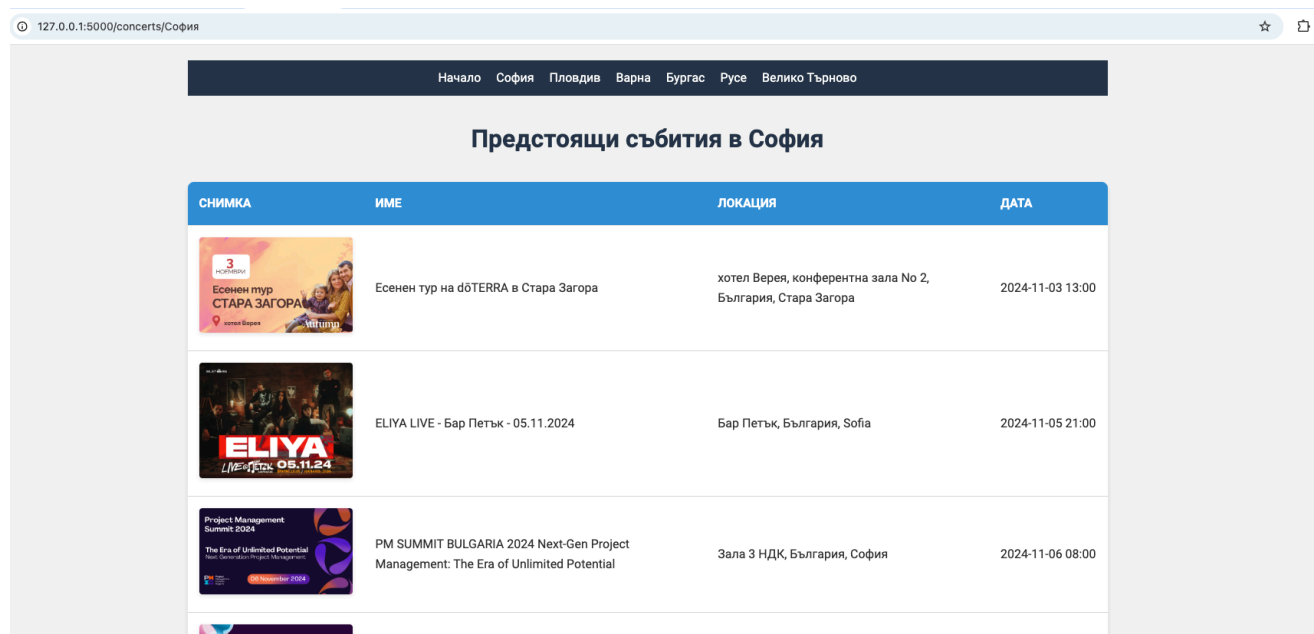 127.0.0.1:5000/concerts/София
Начало София Пловдив Варна Бургас Русе Велико Търново
Предстоящи събития в София
СНИМКА ИМЕ ЛОКАЦИЯ ДАТА
3
НОЕМВРИ
Есенен тур
СТАРА ЗАГОРА
хотел Верея
Autumn
Есенен тур на dōTERRA в Стара Загора
хотел Верея, конферентна зала No 2,
България, Стара Загора
2024-11-03 13:00
ELIYA
LIVE 05.11.24
ELIYA LIVE - Бар Петък - 05.11.2024
Бар Петък, България, Sofia
2024-11-05 21:00
Project Management
Summit 2024
The Era of Unlimited Potential
Next Generation Project Management
PM
06 November 2024
PM SUMMIT BULGARIA 2024 Next-Gen Project
Management: The Era of Unlimited Potential
Зала 3 НДК, България, София
2024-11-06 08:00